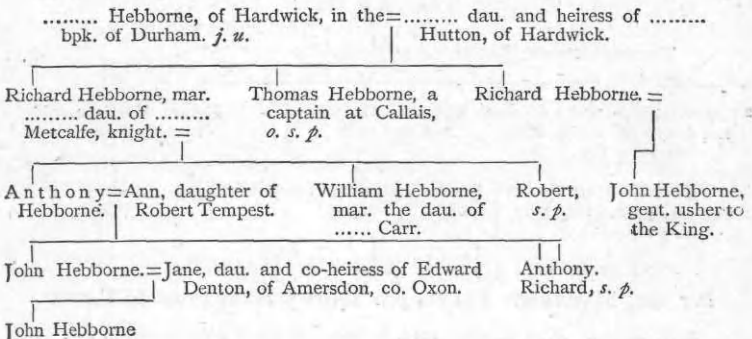 ......... Hebborne, of Hardwick, in the = ......... dau. and heiress of .........
bpk. of Durham. j. u. Hutton, of Hardwick.
Richard Hebborne, mar. Thomas Hebborne, a Richard Hebborne. =
......... dau. of ......... captain at Callais,
Metcalfe, knight. = o. s. p.
Anthony = Ann, daughter of William Hebborne, Robert, John Hebborne,
Hebborne. Robert Tempest. mar. the dau. of s. p. gent. usher to
...... Carr. the King.
John Hebborne. = Jane, dau. and co-heiress of Edward Anthony.
Denton, of Amersdon, co. Oxon. Richard, s. p.
John Hebborne